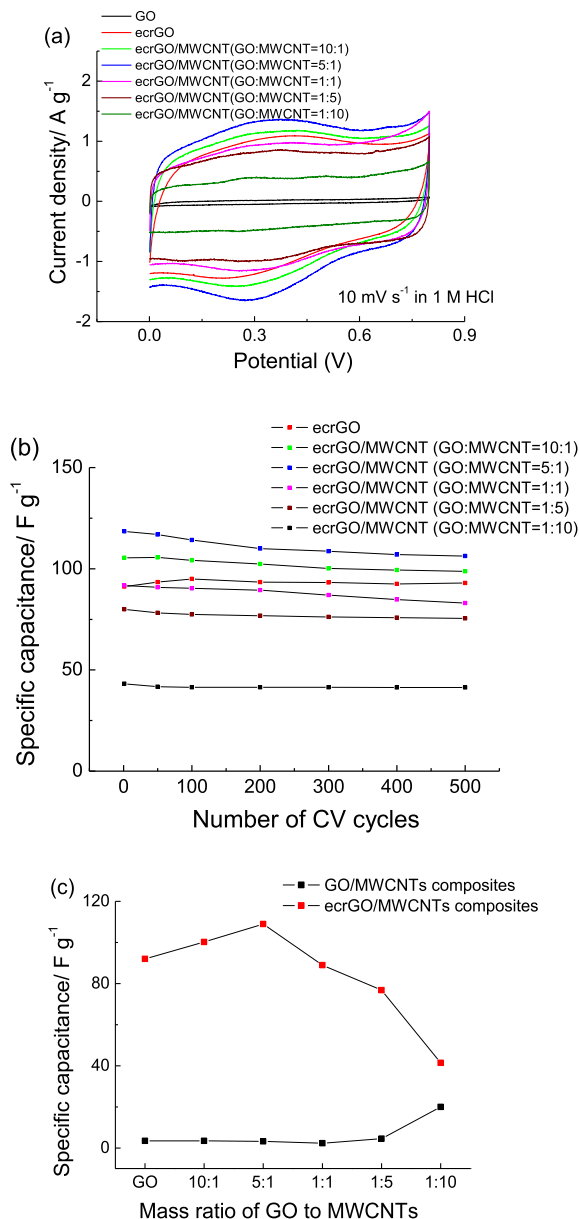 (a)
GO
ecrGO
ecrGO/MWCNT(GO:MWCNT=10:1)
ecrGO/MWCNT(GO:MWCNT=5:1)
ecrGO/MWCNT(GO:MWCNT=1:1)
ecrGO/MWCNT(GO:MWCNT=1:5)
ecrGO/MWCNT(GO:MWCNT=1:10)
Current density/ A g⁻¹
2
1
0
-1
-2
10 mV s⁻¹ in 1 M HCl
0.0 0.3 0.6 0.9
Potential (V)
(b)
ecrGO
ecrGO/MWCNT (GO:MWCNT=10:1)
ecrGO/MWCNT (GO:MWCNT=5:1)
ecrGO/MWCNT (GO:MWCNT=1:1)
ecrGO/MWCNT (GO:MWCNT=1:5)
ecrGO/MWCNT (GO:MWCNT=1:10)
Specific capacitance/ F g⁻¹
150
100
50
0
0 100 200 300 400 500
Number of CV cycles
(c)
GO/MWCNTs composites
ecrGO/MWCNTs composites
Specific capacitance/ F g⁻¹
120
80
40
0
GO 10:1 5:1 1:1 1:5 1:10
Mass ratio of GO to MWCNTs